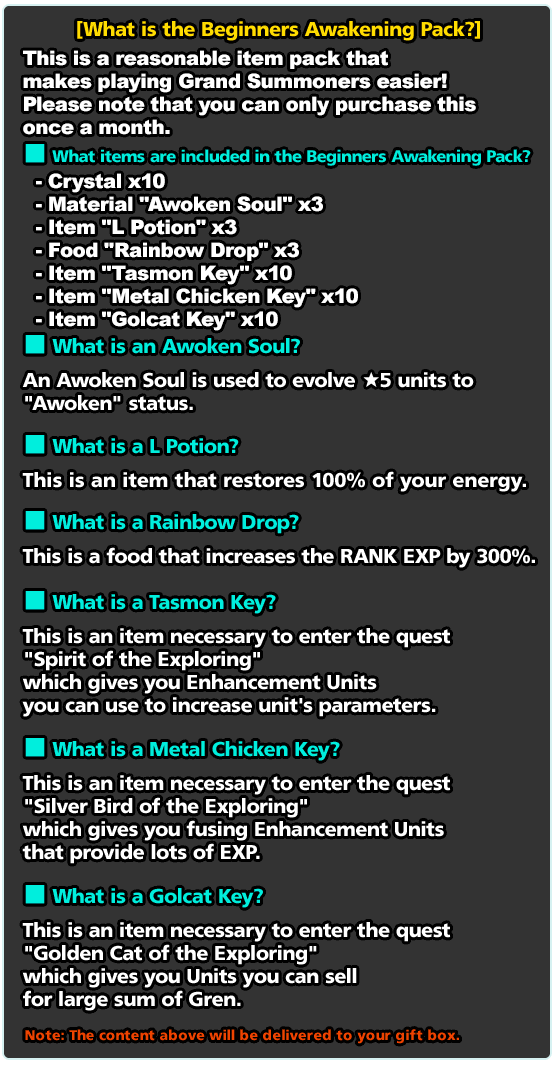 [What is the Beginners Awakening Pack?]
This is a reasonable item pack that
makes playing Grand Summoners easier!
Please note that you can only purchase this
once a month.
■ What items are included in the Beginners Awakening Pack?
- Crystal x10
- Material "Awoken Soul" x3
- Item "L Potion" x3
- Food "Rainbow Drop" x3
- Item "Tasmon Key" x10
- Item "Metal Chicken Key" x10
- Item "Golcat Key" x10
■ What is an Awoken Soul?
An Awoken Soul is used to evolve ★5 units to
"Awoken" status.
■ What is a L Potion?
This is an item that restores 100% of your energy.
■ What is a Rainbow Drop?
This is a food that increases the RANK EXP by 300%.
■ What is a Tasmon Key?
This is an item necessary to enter the quest
"Spirit of the Exploring"
which gives you Enhancement Units
you can use to increase unit's parameters.
■ What is a Metal Chicken Key?
This is an item necessary to enter the quest
"Silver Bird of the Exploring"
which gives you fusing Enhancement Units
that provide lots of EXP.
■ What is a Golcat Key?
This is an item necessary to enter the quest
"Golden Cat of the Exploring"
which gives you Units you can sell
for large sum of Gren.
Note: The content above will be delivered to your gift box.